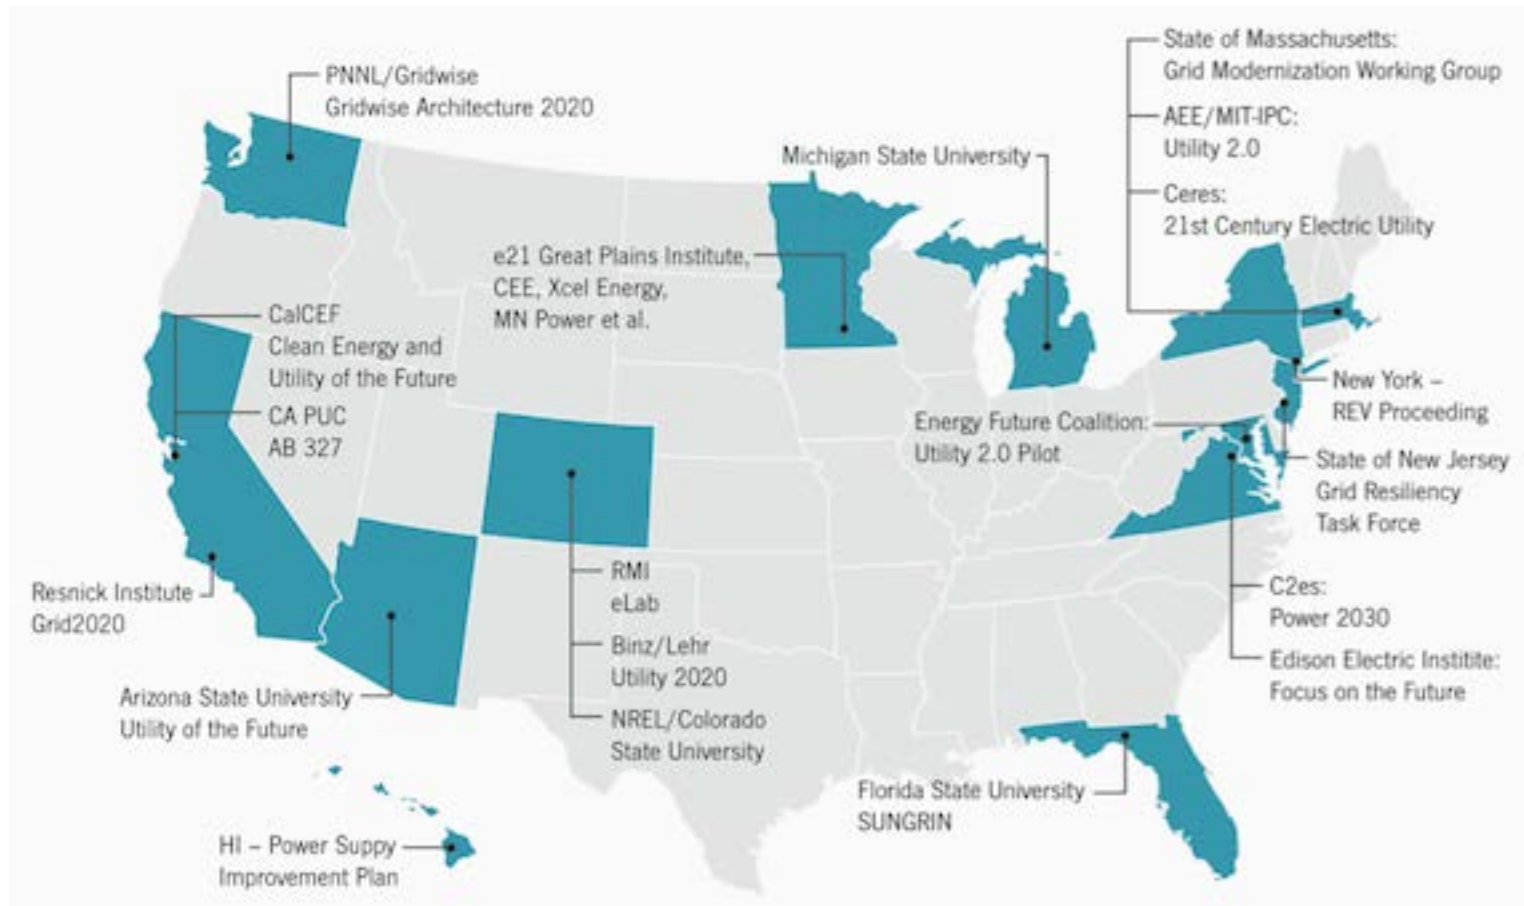 PNNL/Gridwise
Gridwise Architecture 2020
State of Massachusetts:
Grid Modernization Working Group
AEE/MIT-IPC:
Utility 2.0
Ceres:
21st Century Electric Utility
Michigan State University
e21 Great Plains Institute,
CEE, Xcel Energy,
MN Power et al.
CalCEF
Clean Energy and
Utility of the Future
CA PUC
AB 327
Energy Future Coalition:
Utility 2.0 Pilot
New York –
REV Proceeding
State of New Jersey
Grid Resiliency
Task Force
Resnick Institute
Grid2020
RMI
eLab
Binz/Lehr
Utility 2020
NREL/Colorado
State University
C2es:
Power 2030
Edison Electric Institite:
Focus on the Future
Arizona State University
Utility of the Future
Florida State University
SUNGRIN
HI – Power Suppy
Improvement Plan